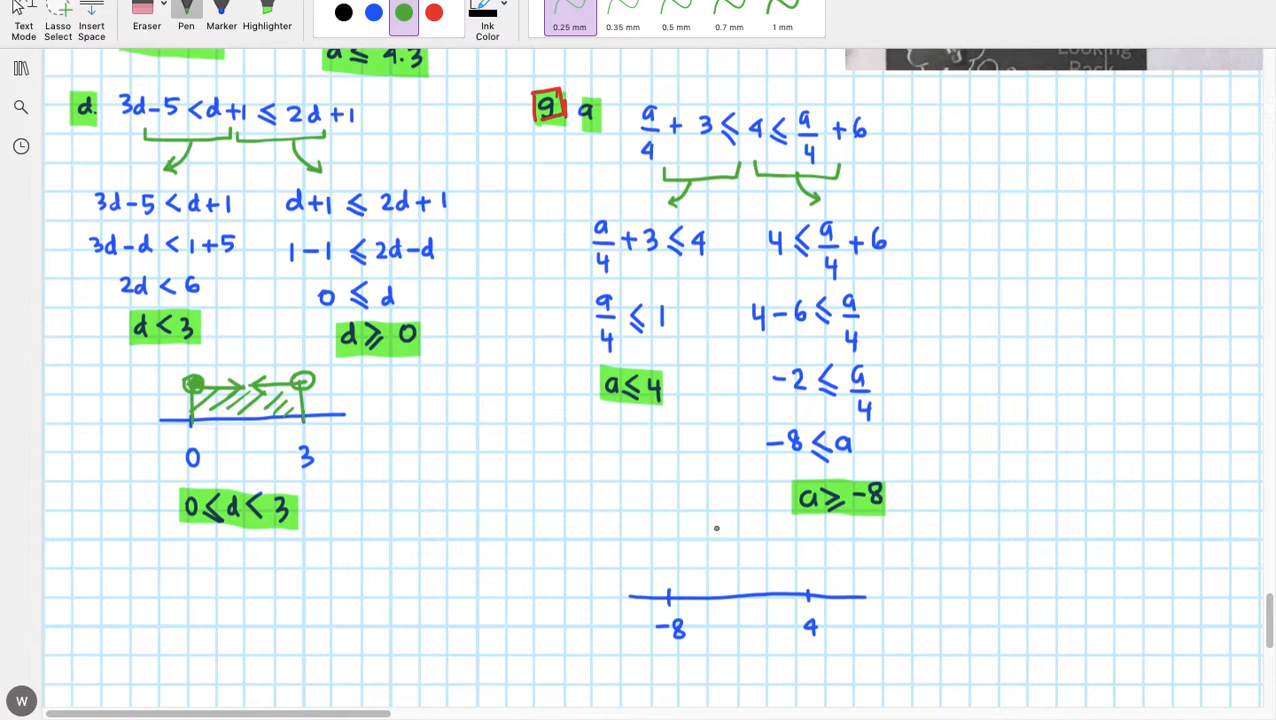 Text Mode
Lasso Select
Insert Space
Eraser
Pen
Marker
Highlighter
Ink Color
0.25 mm
0.35 mm
0.5 mm
0.7 mm
1 mm
Looking
Back
a ≤ 4.3
d. 3d-5 < d+1 ≤ 2d+1
3d-5 < d+1
3d-d < 1+5
2d < 6
d < 3
d+1 ≤ 2d+1
1-1 ≤ 2d-d
0 ≤ d
d ≥ 0
0 3
0 ≤ d < 3
9 a a/4 + 3 ≤ 4 ≤ a/4 + 6
a/4 + 3 ≤ 4
a/4 ≤ 1
a ≤ 4
4 ≤ a/4 + 6
4 - 6 ≤ a/4
-2 ≤ a/4
-8 ≤ a
a ≥ -8
-8 4
W